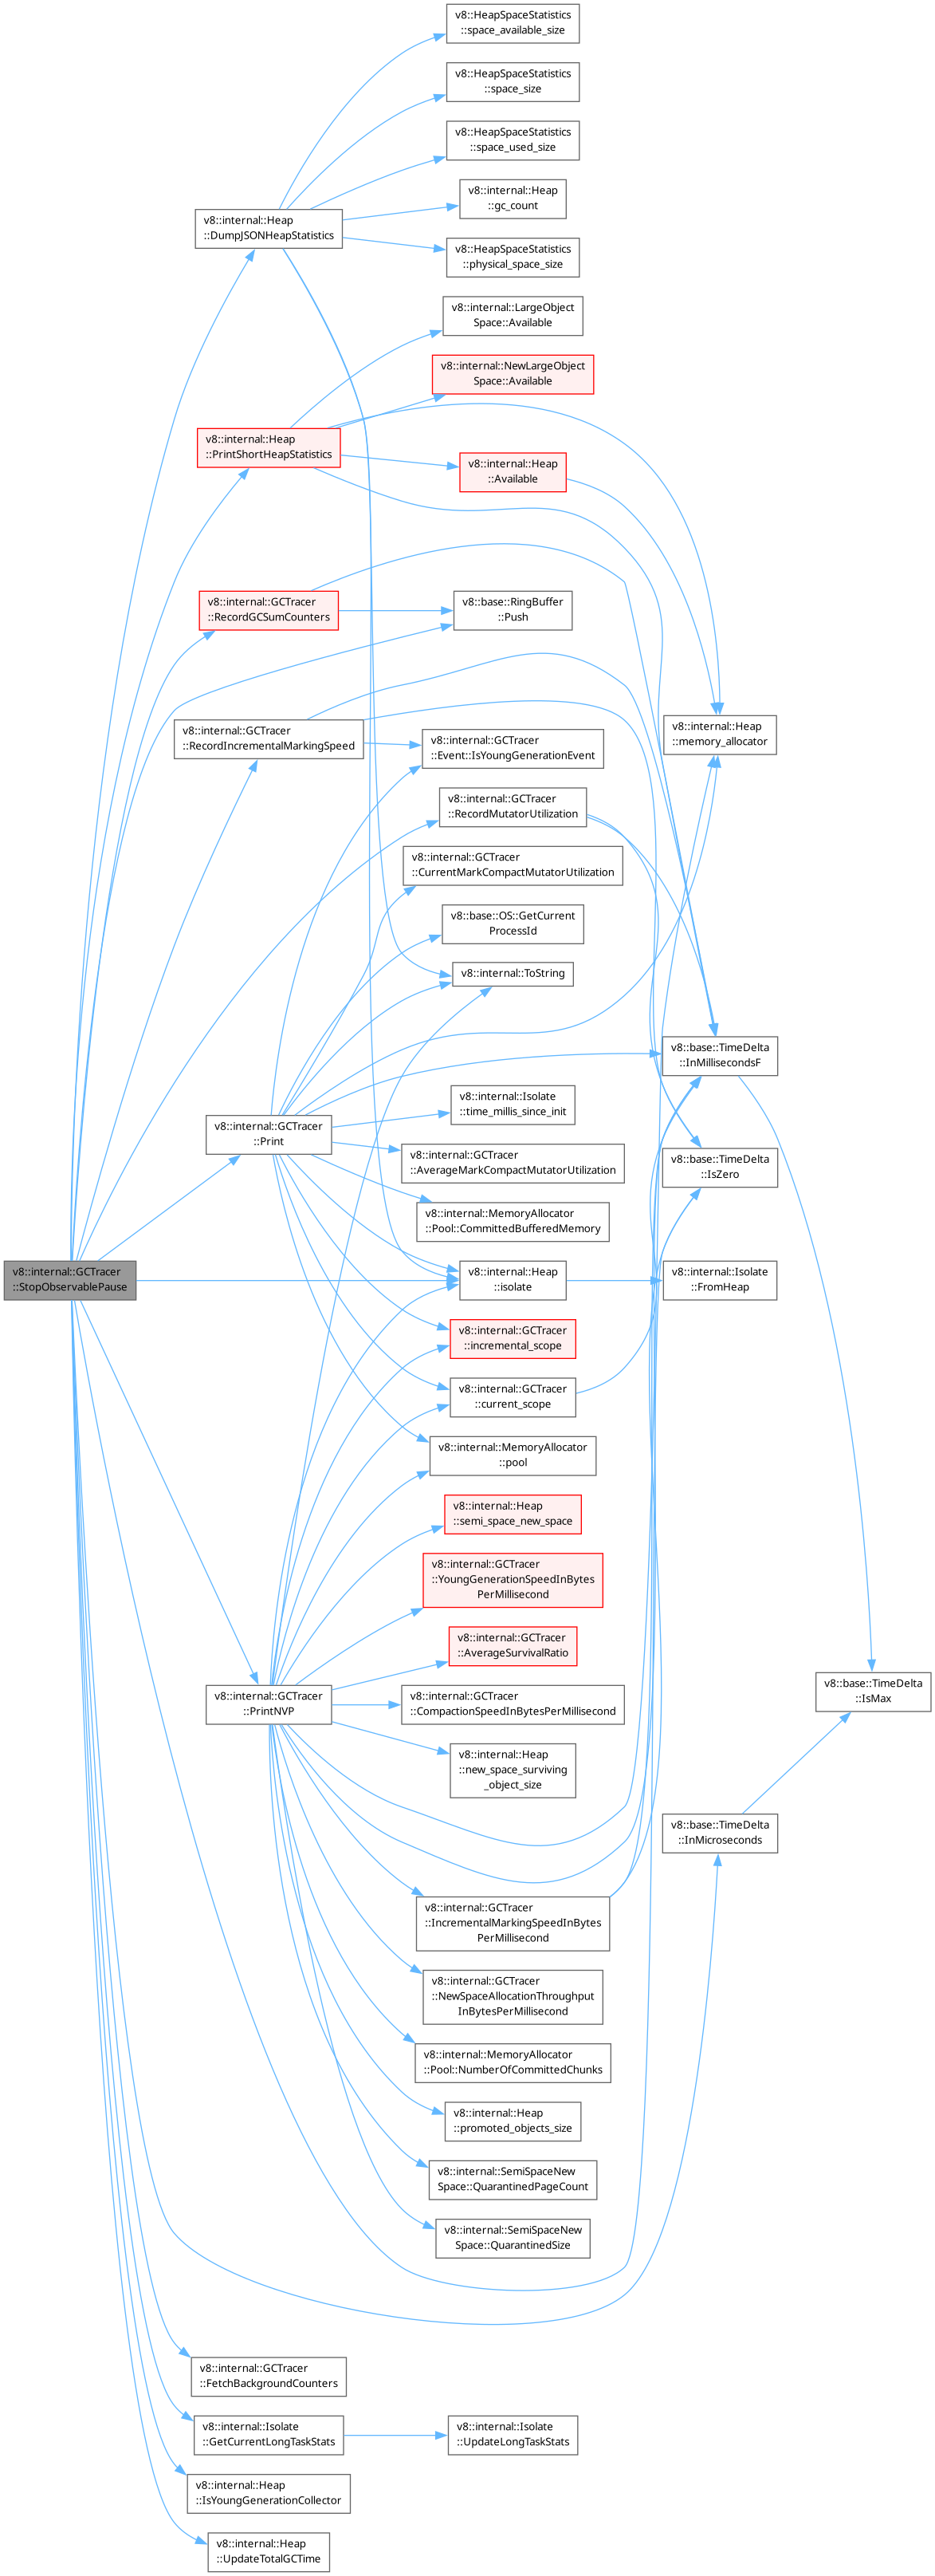 v8::HeapSpaceStatistics
::space_available_size
v8::HeapSpaceStatistics
::space_size
v8::HeapSpaceStatistics
::space_used_size
v8::internal::Heap
::gc_count
v8::internal::Heap
::DumpJSONHeapStatistics
v8::HeapSpaceStatistics
::physical_space_size
v8::internal::LargeObject
Space::Available
v8::internal::NewLargeObject
Space::Available
v8::internal::Heap
::PrintShortHeapStatistics
v8::internal::Heap
::Available
v8::internal::GCTracer
::RecordGCSumCounters
v8::base::RingBuffer
::Push
v8::internal::Heap
::memory_allocator
v8::internal::GCTracer
::RecordIncrementalMarkingSpeed
v8::internal::GCTracer
::Event::IsYoungGenerationEvent
v8::internal::GCTracer
::RecordMutatorUtilization
v8::internal::GCTracer
::CurrentMarkCompactMutatorUtilization
v8::base::OS::GetCurrent
ProcessId
v8::internal::ToString
v8::base::TimeDelta
::InMillisecondsF
v8::internal::Isolate
::time_millis_since_init
v8::internal::GCTracer
::Print
v8::internal::GCTracer
::AverageMarkCompactMutatorUtilization
v8::base::TimeDelta
::IsZero
v8::internal::MemoryAllocator
::Pool::CommittedBufferedMemory
v8::internal::GCTracer
::StopObservablePause
v8::internal::Heap
::isolate
v8::internal::Isolate
::FromHeap
v8::internal::GCTracer
::incremental_scope
v8::internal::GCTracer
::current_scope
v8::internal::MemoryAllocator
::pool
v8::internal::Heap
::semi_space_new_space
v8::internal::GCTracer
::YoungGenerationSpeedInBytes
PerMillisecond
v8::internal::GCTracer
::AverageSurvivalRatio
v8::internal::GCTracer
::PrintNVP
v8::internal::GCTracer
::CompactionSpeedInBytesPerMillisecond
v8::base::TimeDelta
::IsMax
v8::internal::Heap
::new_space_surviving
_object_size
v8::base::TimeDelta
::InMicroseconds
v8::internal::GCTracer
::IncrementalMarkingSpeedInBytes
PerMillisecond
v8::internal::GCTracer
::NewSpaceAllocationThroughput
InBytesPerMillisecond
v8::internal::MemoryAllocator
::Pool::NumberOfCommittedChunks
v8::internal::Heap
::promoted_objects_size
v8::internal::SemiSpaceNew
Space::QuarantinedPageCount
v8::internal::SemiSpaceNew
Space::QuarantinedSize
v8::internal::GCTracer
::FetchBackgroundCounters
v8::internal::Isolate
::GetCurrentLongTaskStats
v8::internal::Isolate
::UpdateLongTaskStats
v8::internal::Heap
::IsYoungGenerationCollector
v8::internal::Heap
::UpdateTotalGCTime